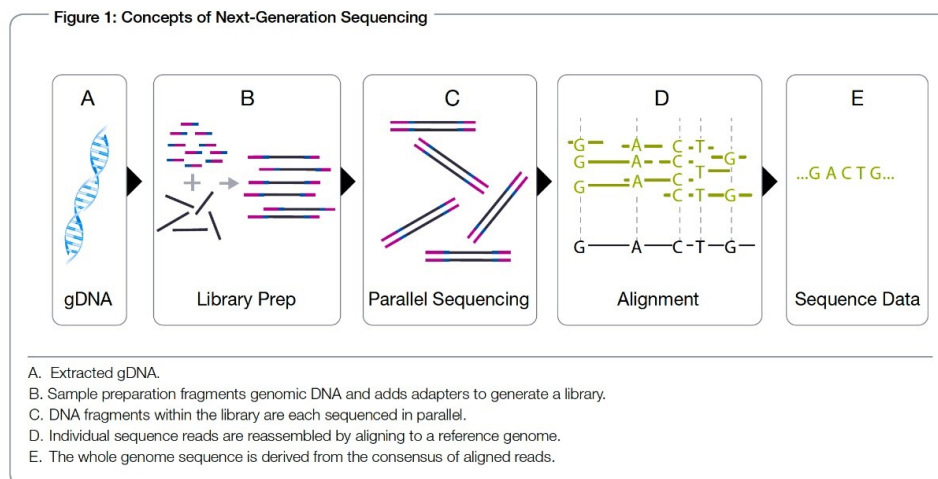 Figure 1: Concepts of Next-Generation Sequencing
A
B
C
D
E
G A C T
G A C G
T
G A C
C T G
G A C T G
...G A C T G...
gDNA
Library Prep
Parallel Sequencing
Alignment
Sequence Data
A. Extracted gDNA.
B. Sample preparation fragments genomic DNA and adds adapters to generate a library.
C. DNA fragments within the library are each sequenced in parallel.
D. Individual sequence reads are reassembled by aligning to a reference genome.
E. The whole genome sequence is derived from the consensus of aligned reads.